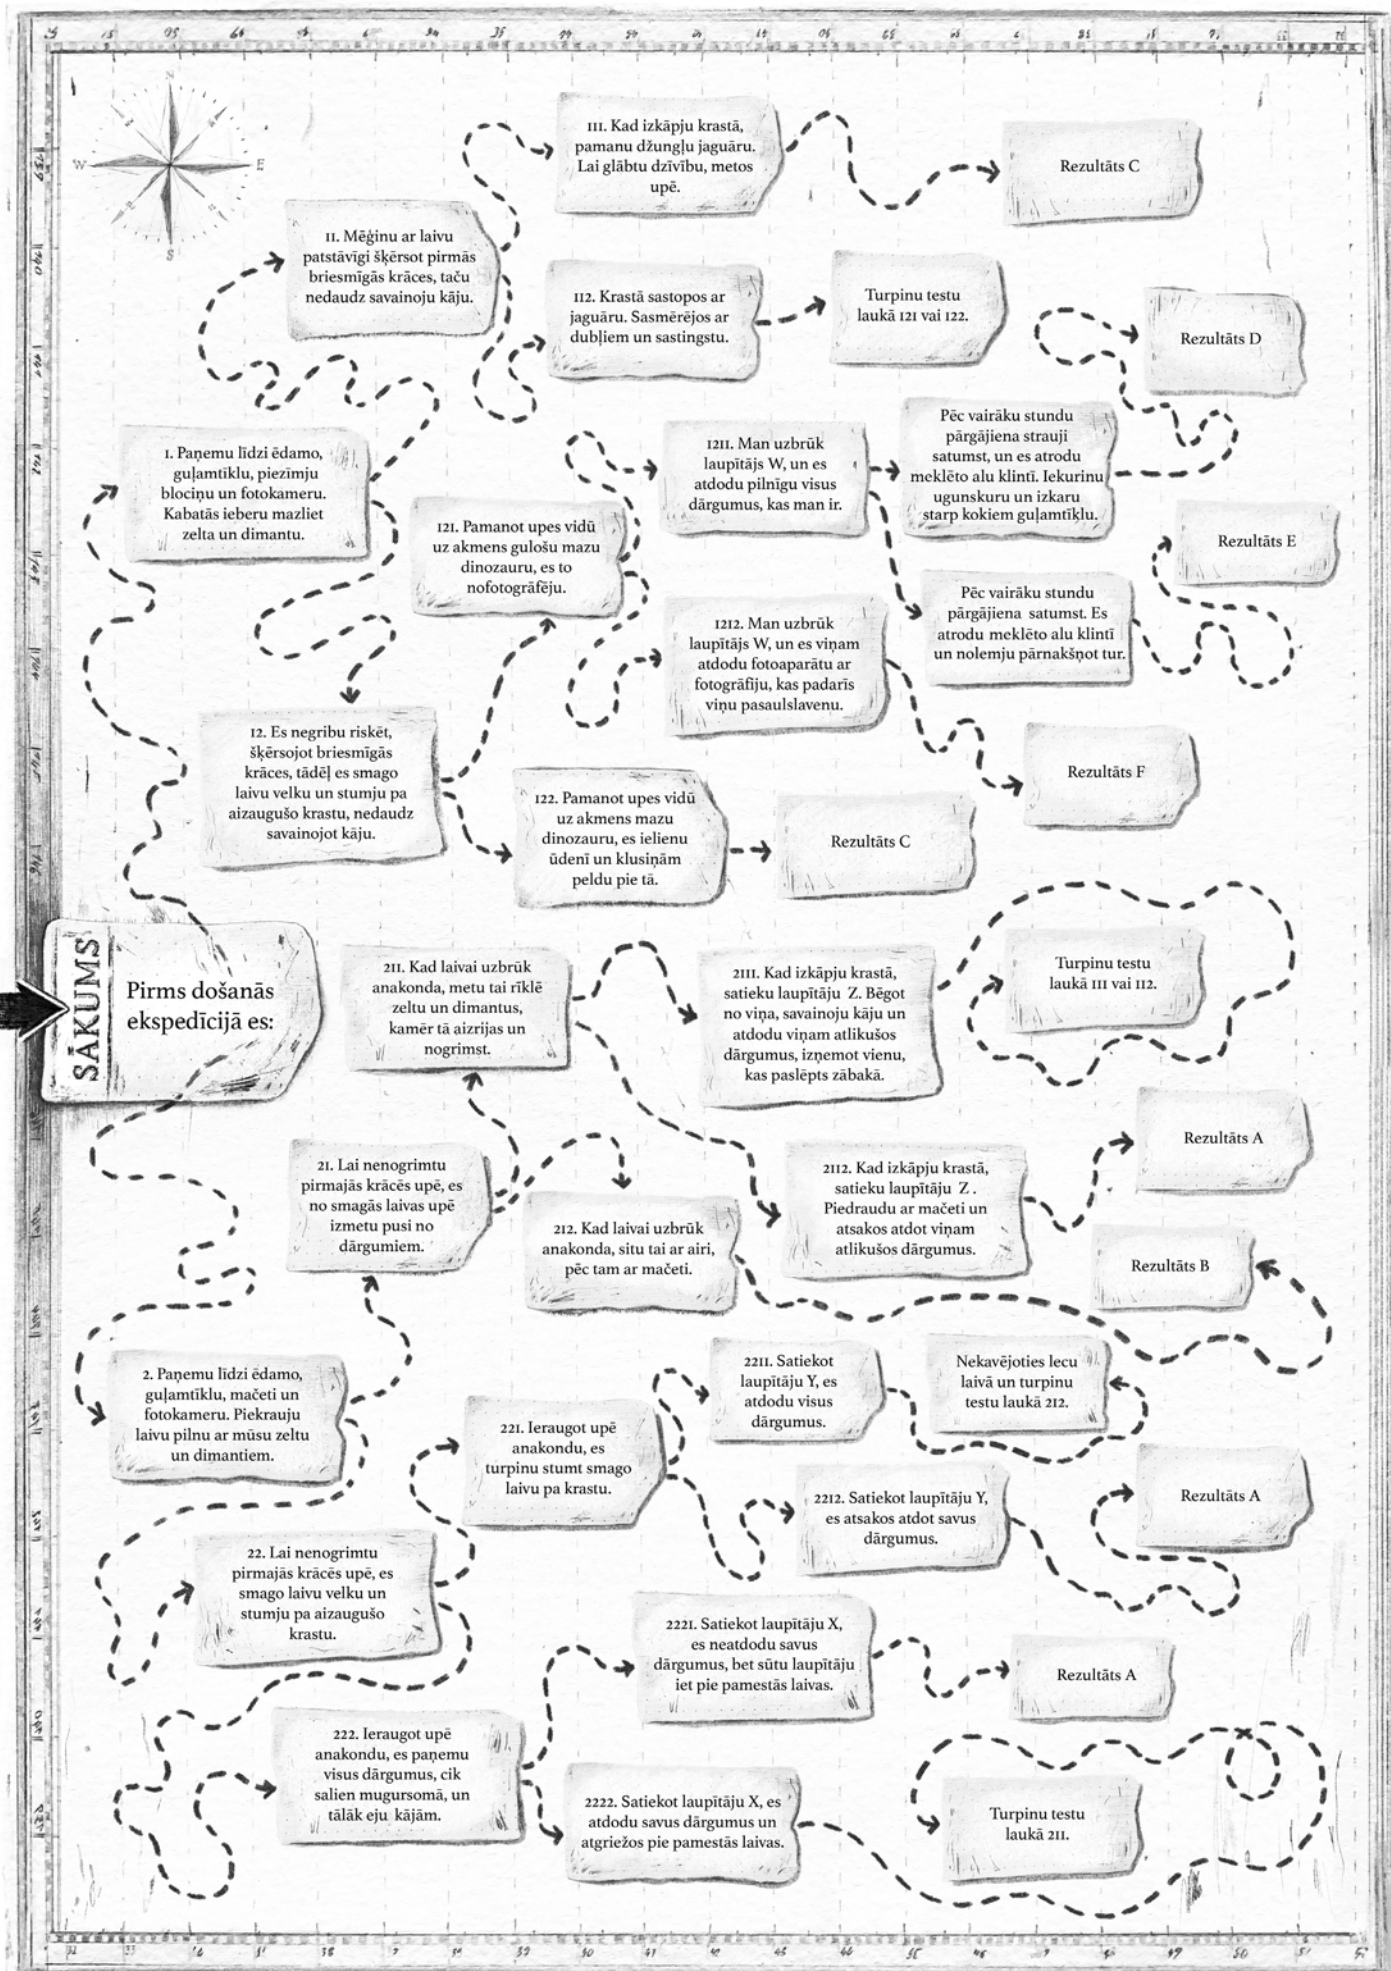 N
W
E
S
111. Kad izkāpju krastā,
pamanu džungļu jaguāru.
Lai glābtu dzīvību, metos
upē.
Rezultāts C
11. Mēģinu ar laivu
patstāvīgi šķērsot pirmās
briesmīgās krāces, taču
nedaudz savainoju kāju.
112. Krastā sastopos ar
jaguāru. Sasmērējos ar
dubļiem un sastingstu.
Turpinu testu
laukā 121 vai 122.
Rezultāts D
1. Paņemu līdzi ēdamo,
guļamtīklu, piezīmju
blociņu un fotokameru.
Kabatās ieberu mazliet
zelta un dimantu.
1211. Man uzbrūk
laupītājs W, un es
atdodu pilnīgu visus
dārgumus, kas man ir.
Pēc vairāku stundu
pārgājiena strauji
satumst, un es atrodu
meklēto alu klintī. Iekurinu
ugunskuru un izkaru
starp kokiem guļamtīklu.
121. Pamanot upes vidū
uz akmens gulošu mazu
dinozauru, es to
nofotogrāfēju.
Rezultāts E
Pēc vairāku stundu
pārgājiena satumst. Es
atrodu meklēto alu klintī
un nolemju pārnakšņot tur.
1212. Man uzbrūk
laupītājs W, un es viņam
atdodu fotoaparātu ar
fotogrāfiju, kas padarīs
viņu pasaulslavenu.
12. Es negribu riskēt,
šķērsojot briesmīgās
krāces, tādēļ es smago
laivu velku un stumju pa
aizaugušo krastu, nedaudz
savainojot kāju.
Rezultāts F
122. Pamanot upes vidū
uz akmens mazu
dinozauru, es ielienu
ūdenī un klusiņām
peldu pie tā.
Rezultāts C
SĀKUMS
Pirms došanās
ekspedīcijā es:
211. Kad laivai uzbrūk
anakonda, metu tai rīklē
zeltu un dimantus,
kamēr tā aizrijas un
nogrimst.
2111. Kad izkāpju krastā,
satieku laupītāju Z. Bēgot
no viņa, savainoju kāju un
atdodu viņam atlikušos
dārgumus, izņemot vienu,
kas paslēpts zābakā.
Turpinu testu
laukā 111 vai 112.
Rezultāts A
21. Lai nenogrimtu
pirmajās krācēs upē, es
no smagās laivas upē
izmetu pusi no
dārgumiem.
2112. Kad izkāpju krastā,
satieku laupītāju Z .
Piedraudu ar mačeti un
atsakos atdot viņam
atlikušos dārgumus.
212. Kad laivai uzbrūk
anakonda, situ tai ar airi,
pēc tam ar mačeti.
Rezultāts B
2. Paņemu līdzi ēdamo,
guļamtīklu, mačeti un
fotokameru. Piekrauju
laivu pilnu ar mūsu zeltu
un dimantiem.
2211. Satiekot
laupītāju Y, es
atdodu visus
dārgumus.
Nekavējoties lecu
laivā un turpinu
testu laukā 212.
221. Ieraugot upē
anakondu, es
turpinu stumt smago
laivu pa krastu.
2212. Satiekot laupītāju Y,
es atsakos atdot savus
dārgumus.
Rezultāts A
22. Lai nenogrimtu
pirmajās krācēs upē, es
smago laivu velku un
stumju pa aizaugušo
krastu.
2221. Satiekot laupītāju X,
es neatdodu savus
dārgumus, bet sūtu laupītāju
iet pie pamestās laivas.
Rezultāts A
222. Ieraugot upē
anakondu, es paņemu
visus dārgumus, cik
salien mugursomā, un
tālāk eju kājām.
2222. Satiekot laupītāju X, es
atdodu savus dārgumus un
atgriežos pie pamestās laivas.
Turpinu testu
laukā 211.